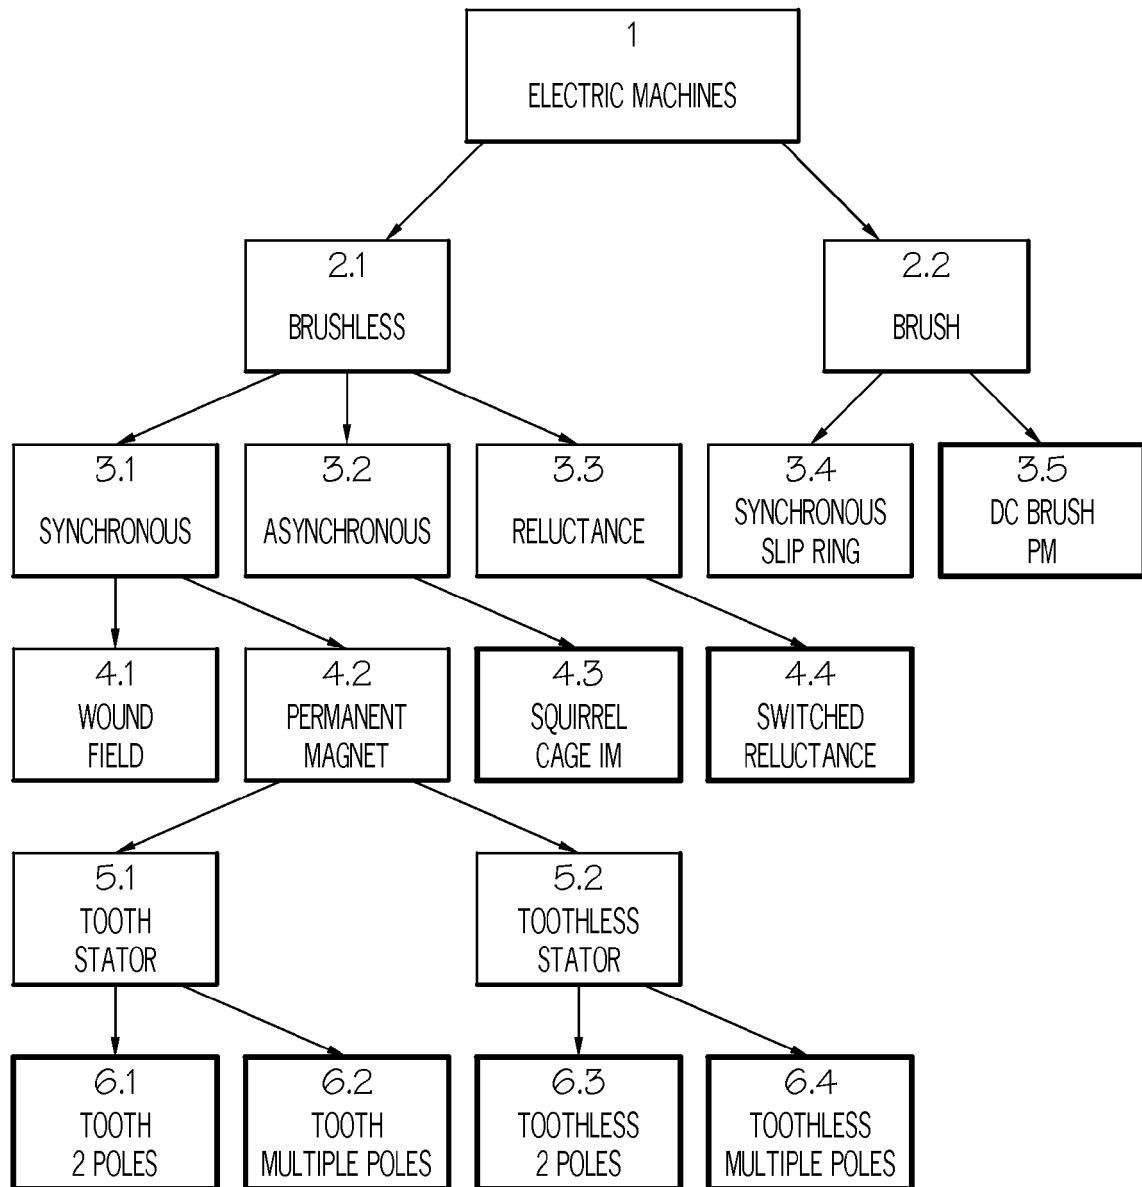 1
ELECTRIC MACHINES
2.1
BRUSHLESS
2.2
BRUSH
3.1
SYNCHRONOUS
3.2
ASYNCHRONOUS
3.3
RELUCTANCE
3.4
SYNCHRONOUS
SLIP RING
3.5
DC BRUSH
PM
4.1
WOUND
FIELD
4.2
PERMANENT
MAGNET
4.3
SQUIRREL
CAGE IM
4.4
SWITCHED
RELUCTANCE
5.1
TOOTH
STATOR
5.2
TOOTHLESS
STATOR
6.1
TOOTH
2 POLES
6.2
TOOTH
MULTIPLE POLES
6.3
TOOTHLESS
2 POLES
6.4
TOOTHLESS
MULTIPLE POLES